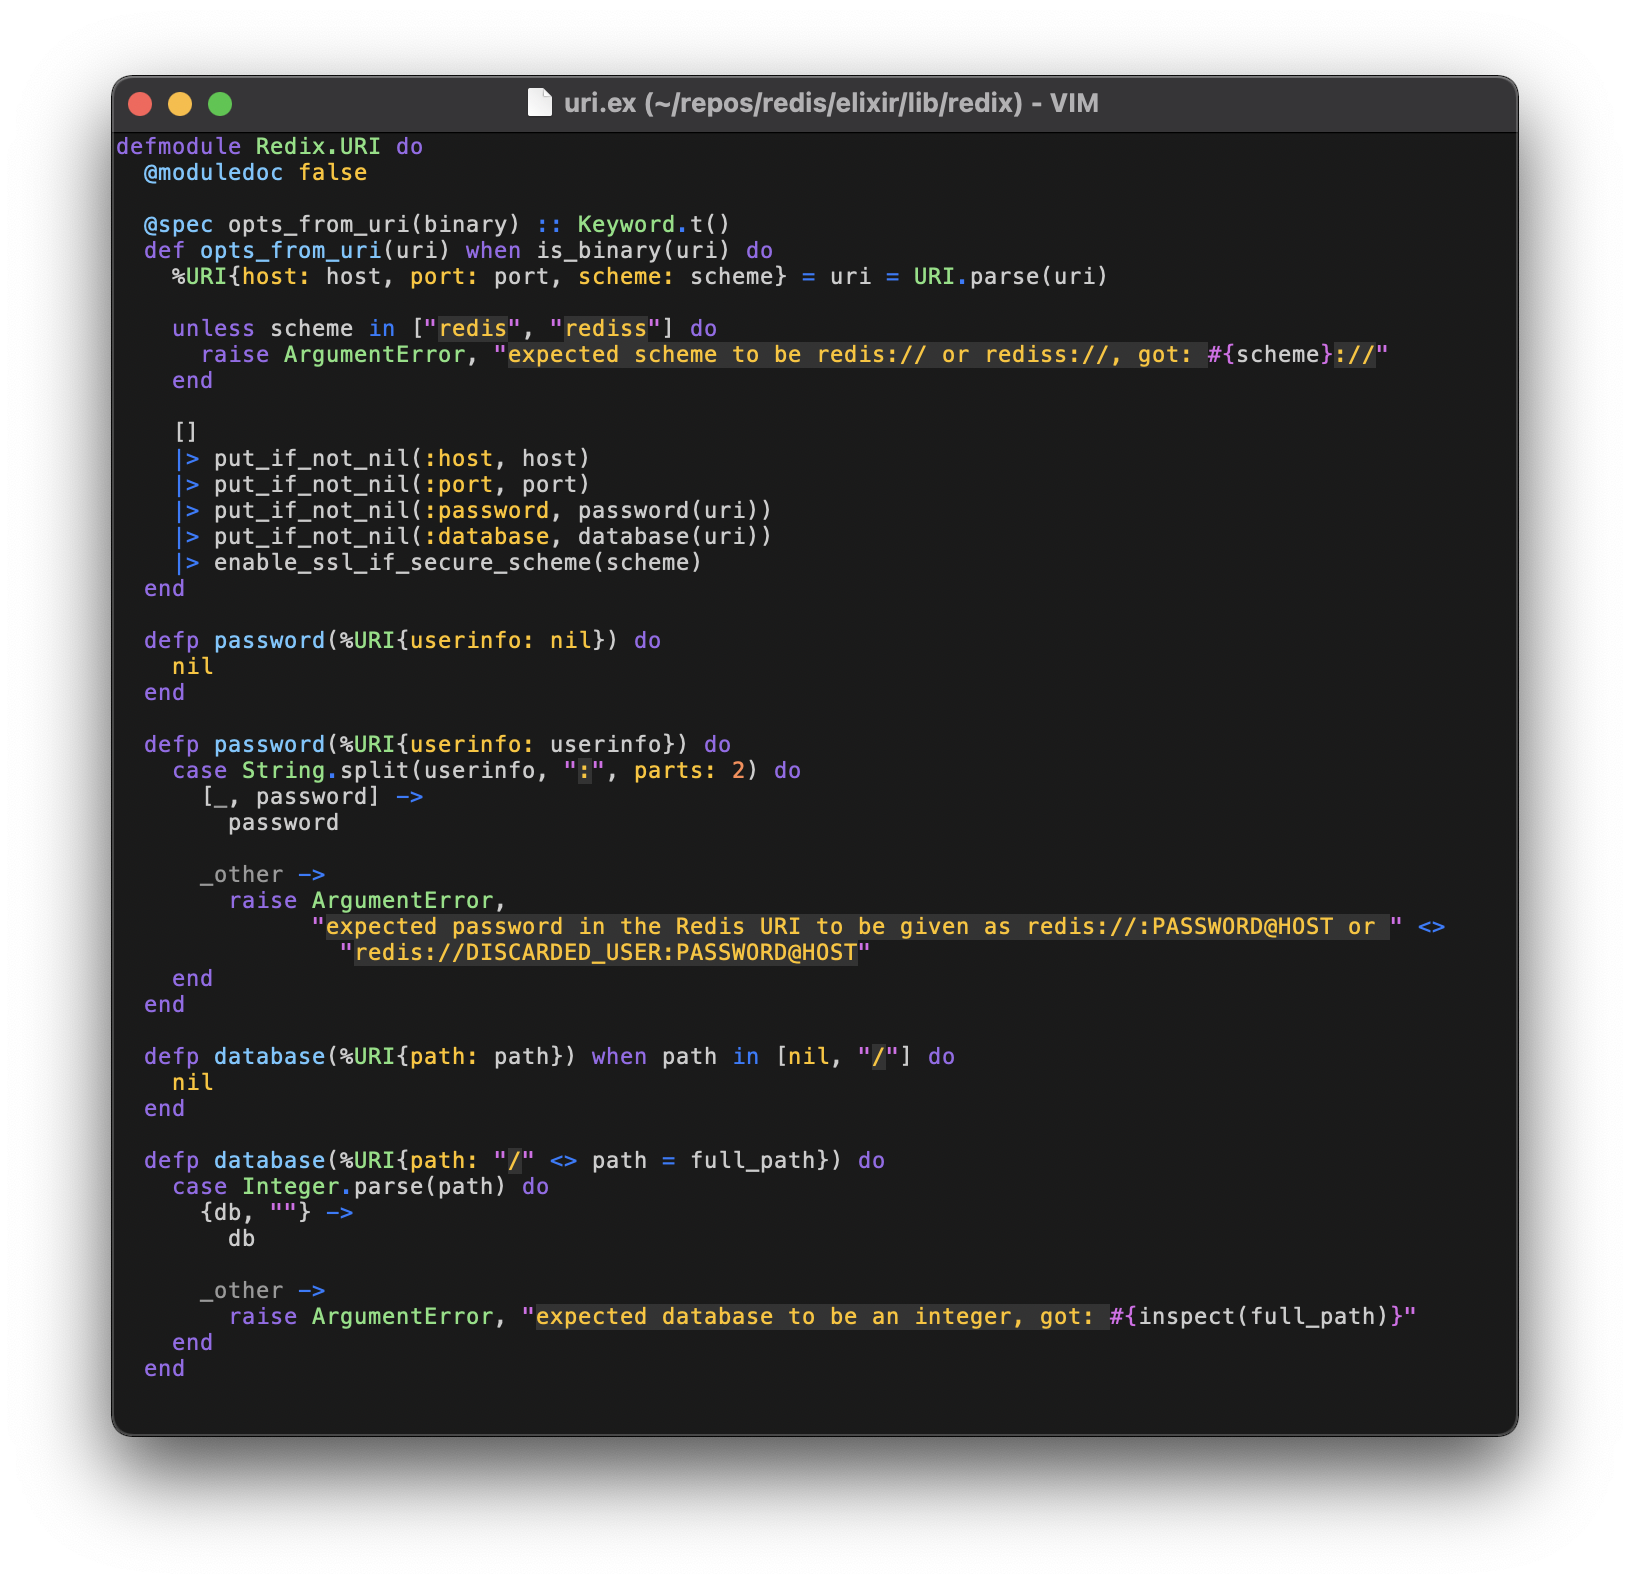 uri.ex (~/repos/redis/elixir/lib/redix) - VIM
defmodule Redix.URI do
  @moduledoc false

  @spec opts_from_uri(binary) :: Keyword.t()
  def opts_from_uri(uri) when is_binary(uri) do
    %URI{host: host, port: port, scheme: scheme} = uri = URI.parse(uri)

    unless scheme in ["redis", "rediss"] do
      raise ArgumentError, "expected scheme to be redis:// or rediss://, got: #{scheme}://"
    end

    []
    |> put_if_not_nil(:host, host)
    |> put_if_not_nil(:port, port)
    |> put_if_not_nil(:password, password(uri))
    |> put_if_not_nil(:database, database(uri))
    |> enable_ssl_if_secure_scheme(scheme)
  end

  defp password(%URI{userinfo: nil}) do
    nil
  end

  defp password(%URI{userinfo: userinfo}) do
    case String.split(userinfo, ":", parts: 2) do
      [_, password] ->
        password

      _other ->
        raise ArgumentError,
              "expected password in the Redis URI to be given as redis://:PASSWORD@HOST or " <>
                "redis://DISCARDED_USER:PASSWORD@HOST"
    end
  end

  defp database(%URI{path: path}) when path in [nil, "/"] do
    nil
  end

  defp database(%URI{path: "/" <> path = full_path}) do
    case Integer.parse(path) do
      {db, ""} ->
        db

      _other ->
        raise ArgumentError, "expected database to be an integer, got: #{inspect(full_path)}"
    end
  end